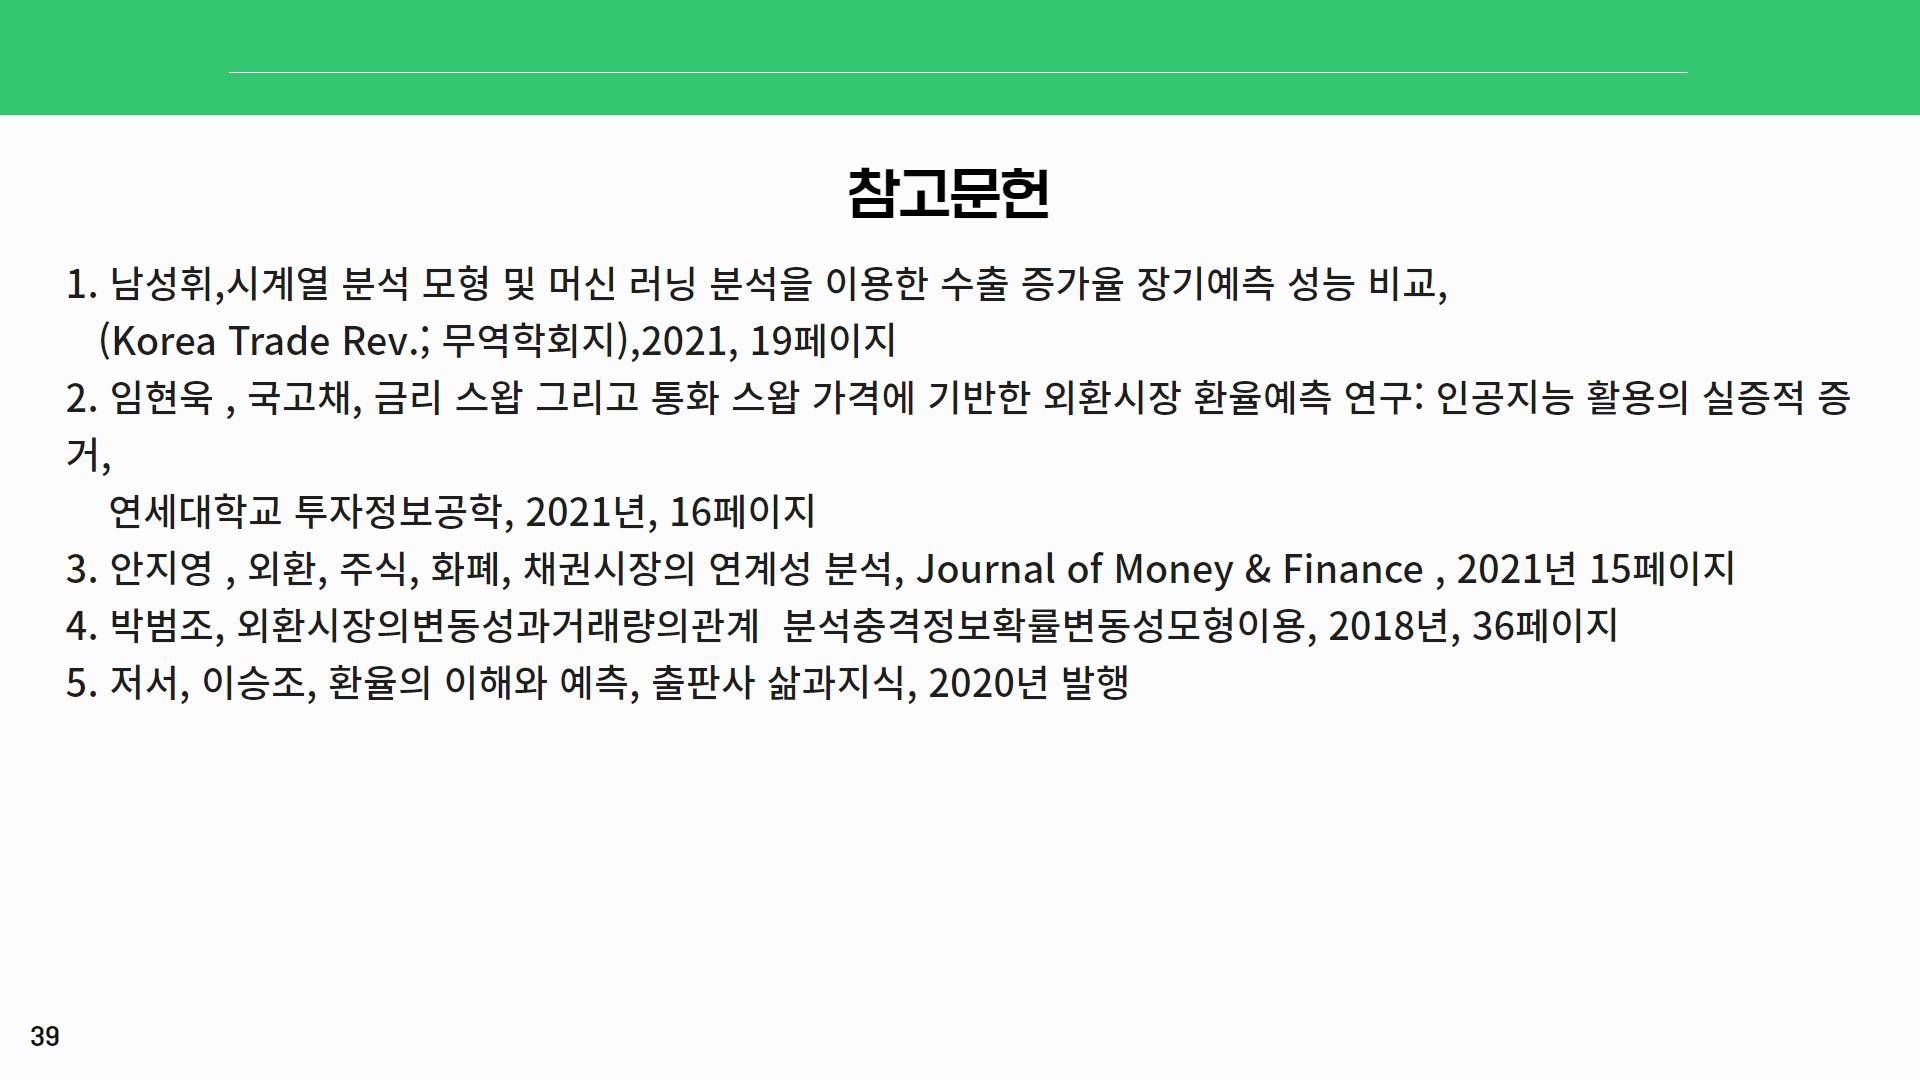 참고문헌
1. 남성휘,시계열 분석 모형 및 머신 러닝 분석을 이용한 수출 증가율 장기예측 성능 비교,
(Korea Trade Rev.; 무역학회지),2021, 19페이지
2. 임현욱 , 국고채, 금리 스왑 그리고 통화 스왑 가격에 기반한 외환시장 환율예측 연구: 인공지능 활용의 실증적 증
거,
연세대학교 투자정보공학, 2021년, 16페이지
3. 안지영 , 외환, 주식, 화폐, 채권시장의 연계성 분석, Journal of Money & Finance , 2021년 15페이지
4. 박범조, 외환시장의변동성과거래량의관계  분석충격정보확률변동성모형이용, 2018년, 36페이지
5. 저서, 이승조, 환율의 이해와 예측, 출판사 삶과지식, 2020년 발행
39